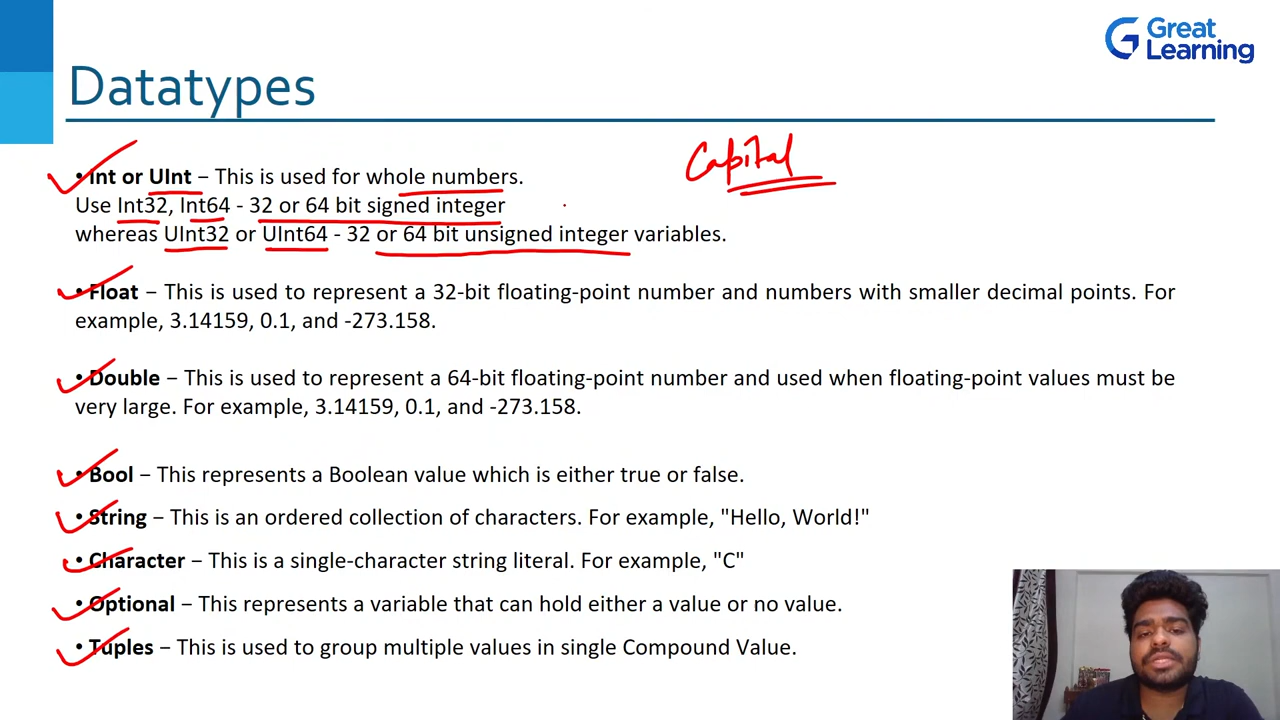 Great
Learning
Datatypes
Capital
• Int or UInt – This is used for whole numbers.
Use Int32, Int64 - 32 or 64 bit signed integer
whereas UInt32 or UInt64 - 32 or 64 bit unsigned integer variables.
• Float – This is used to represent a 32-bit floating-point number and numbers with smaller decimal points. For
example, 3.14159, 0.1, and -273.158.
• Double – This is used to represent a 64-bit floating-point number and used when floating-point values must be
very large. For example, 3.14159, 0.1, and -273.158.
• Bool – This represents a Boolean value which is either true or false.
• String – This is an ordered collection of characters. For example, "Hello, World!"
• Character – This is a single-character string literal. For example, "C"
• Optional – This represents a variable that can hold either a value or no value.
• Tuples – This is used to group multiple values in single Compound Value.